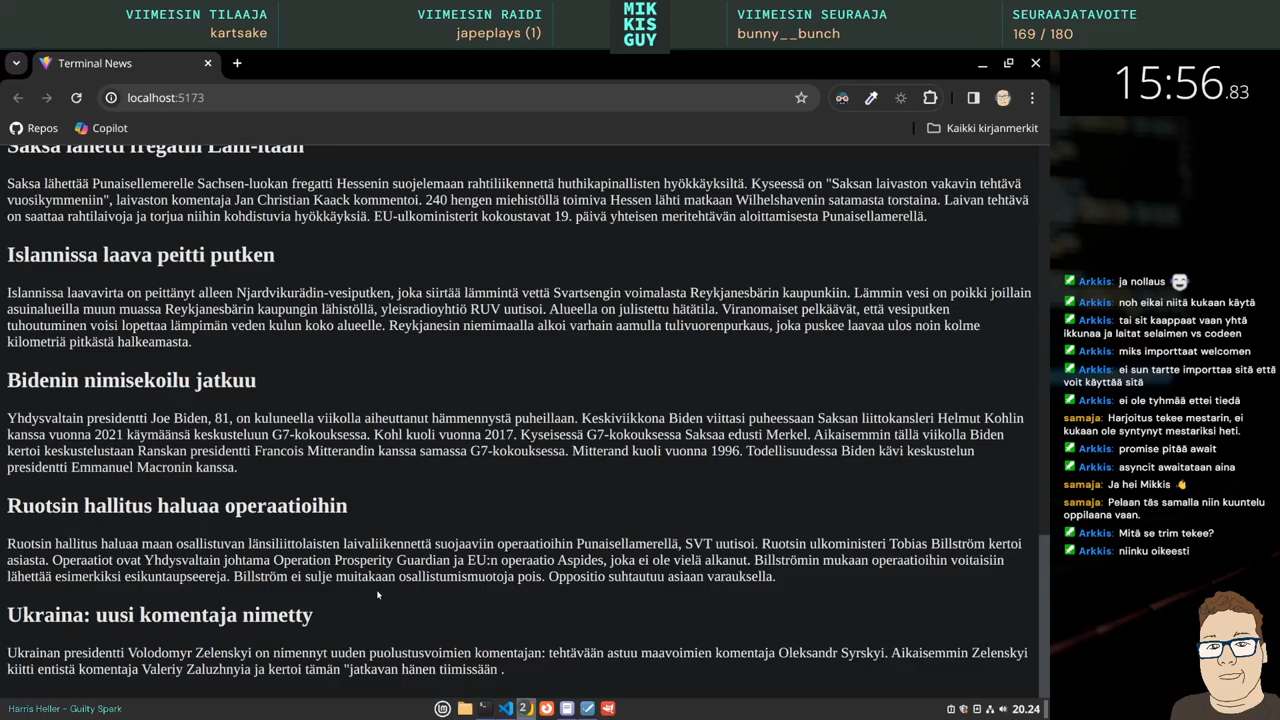 VIIMEISIN TILAAJA
kartsake
VIIMEISIN RAIDI
japeplays (1)
MIK
KIS
GUY
VIIMEISIN SEURAAJA
bunny__bunch
SEURAAJATAVOITE
169 / 180
Terminal News
localhost:5173
Repos
Copilot
Kaikki kirjanmerkit
Saksa lähetti fregatin Lähi-itään
Saksa lähettää Punaisellemerelle Sachsen-luokan fregatti Hessenin suojelemaan rahtiliikennettä huthikapinallisten hyökkäyksiltä. Kyseessä on "Saksan laivaston vakavin tehtävä
vuosikymmeniin", laivaston komentaja Jan Christian Kaack kommentoi. 240 hengen miehistöllä toimiva Hessen lähti matkaan Wilhelshavenin satamasta torstaina. Laivan tehtävä
on saattaa rahtilaivoja ja torjua niihin kohdistuvia hyökkäyksiä. EU-ulkoministerit kokoustavat 19. päivä yhteisen meritehtävän aloittamisesta Punaisellamerellä.
Islannissa laava peitti putken
Islannissa laavavirta on peittänyt alleen Njardvikurädin-vesiputken, joka siirtää lämmintä vettä Svartsengin voimalasta Reykjanesbärin kaupunkiin. Lämmin vesi on poikki joillain
asuinalueilla muun muassa Reykjanesbärin kaupungin lähistöllä, yleisradioyhtiö RUV uutisoi. Alueella on julistettu hätätila. Viranomaiset pelkäävät, että vesiputken
tuhoutuminen voisi lopettaa lämpimän veden kulun koko alueelle. Reykjanesin niemimaalla alkoi varhain aamulla tulivuorenpurkaus, joka puskee laavaa ulos noin kolme
kilometriä pitkästä halkeamasta.
Bidenin nimisekoilu jatkuu
Yhdysvaltain presidentti Joe Biden, 81, on kuluneella viikolla aiheuttanut hämmennystä puheillaan. Keskiviikkona Biden viittasi puheessaan Saksan liittokansleri Helmut Kohlin
kanssa vuonna 2021 käymäänsä keskusteluun G7-kokouksessa. Kohl kuoli vuonna 2017. Kyseisessä G7-kokouksessa Saksaa edusti Merkel. Aikaisemmin tällä viikolla Biden
kertoi keskustelustaan Ranskan presidentti Francois Mitterandin kanssa samassa G7-kokouksessa. Mitterand kuoli vuonna 1996. Todellisuudessa Biden kävi keskustelun
presidentti Emmanuel Macronin kanssa.
Ruotsin hallitus haluaa operaatioihin
Ruotsin hallitus haluaa maan osallistuvan länsiliittolaisten laivaliikennettä suojaaviin operaatioihin Punaisellamerellä, SVT uutisoi. Ruotsin ulkoministeri Tobias Billström kertoi
asiasta. Operaatiot ovat Yhdysvaltain johtama Operation Prosperity Guardian ja EU:n operaatio Aspides, joka ei ole vielä alkanut. Billströmin mukaan operaatioihin voitaisiin
lähettää esimerkiksi esikuntaupseereja. Billström ei sulje muitakaan osallistumismuotoja pois. Oppositio suhtautuu asiaan varauksella.
Ukraina: uusi komentaja nimetty
Ukrainan presidentti Volodomyr Zelenskyi on nimennyt uuden puolustusvoimien komentajan: tehtävään astuu maavoimien komentaja Oleksandr Syrskyi. Aikaisemmin Zelenskyi
kiitti entistä komentaja Valeriy Zaluzhnyia ja kertoi tämän "jatkavan hänen tiimissään .
15:56.83
Arkkis: ja nollaus
Arkkis: noh eikai niitä kukaan käytä
Arkkis: tai sit kaappaat vaan yhtä
ikkunaa ja laitat selaimen vs codeen
Arkkis: miks importtaat welcomen
Arkkis: ei sun tartte importtaa sitä että
voit käyttää sitä
Arkkis: ei ole tyhmää ettei tiedä
samaja: Harjoitus tekee mestarin, ei
kukaan ole syntynyt mestariksi heti.
Arkkis: promise pitää await
Arkkis: asyncit awaitataan aina
samaja: Ja hei Mikkis
samaja: Pelaan täs samalla niin kuuntelu
oppilaana vaan.
Arkkis: Mitä se trim tekee?
Arkkis: niinku oikeesti
Harris Heller - Guilty Spark
2
20.24